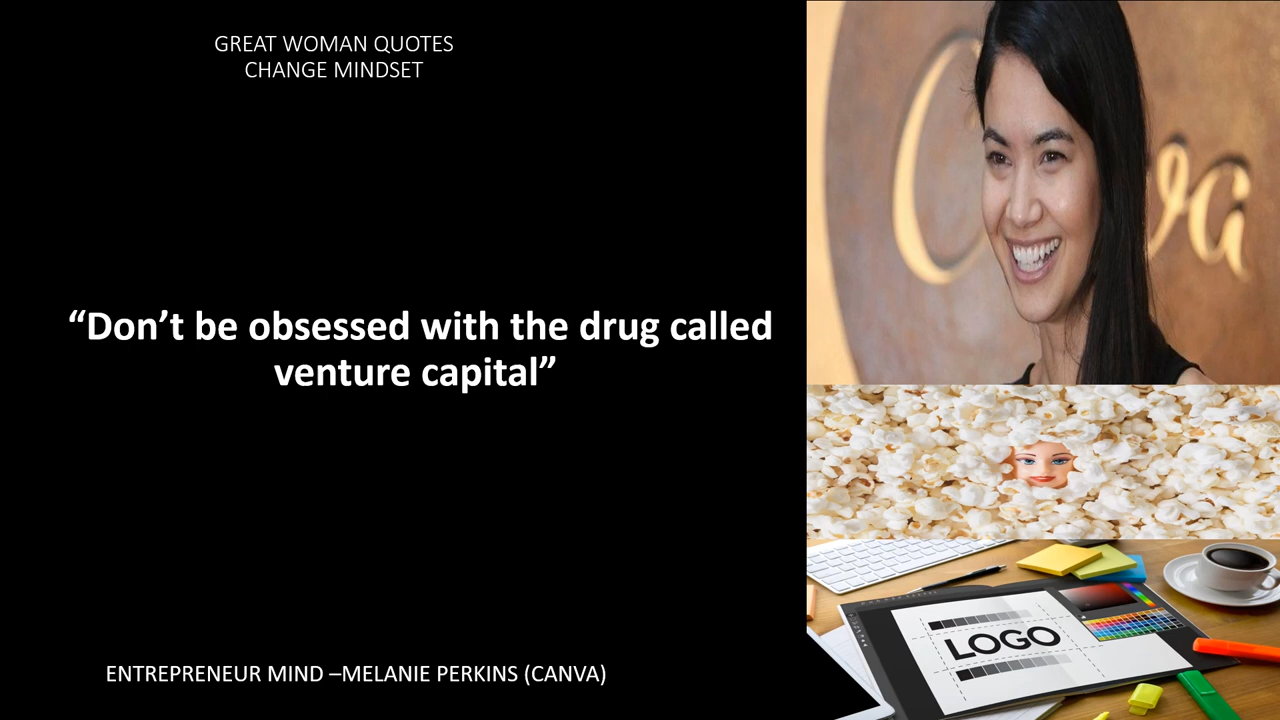 GREAT WOMAN QUOTES
CHANGE MINDSET
“Don’t be obsessed with the drug called
venture capital”
ENTREPRENEUR MIND –MELANIE PERKINS (CANVA)
C va
LOGO